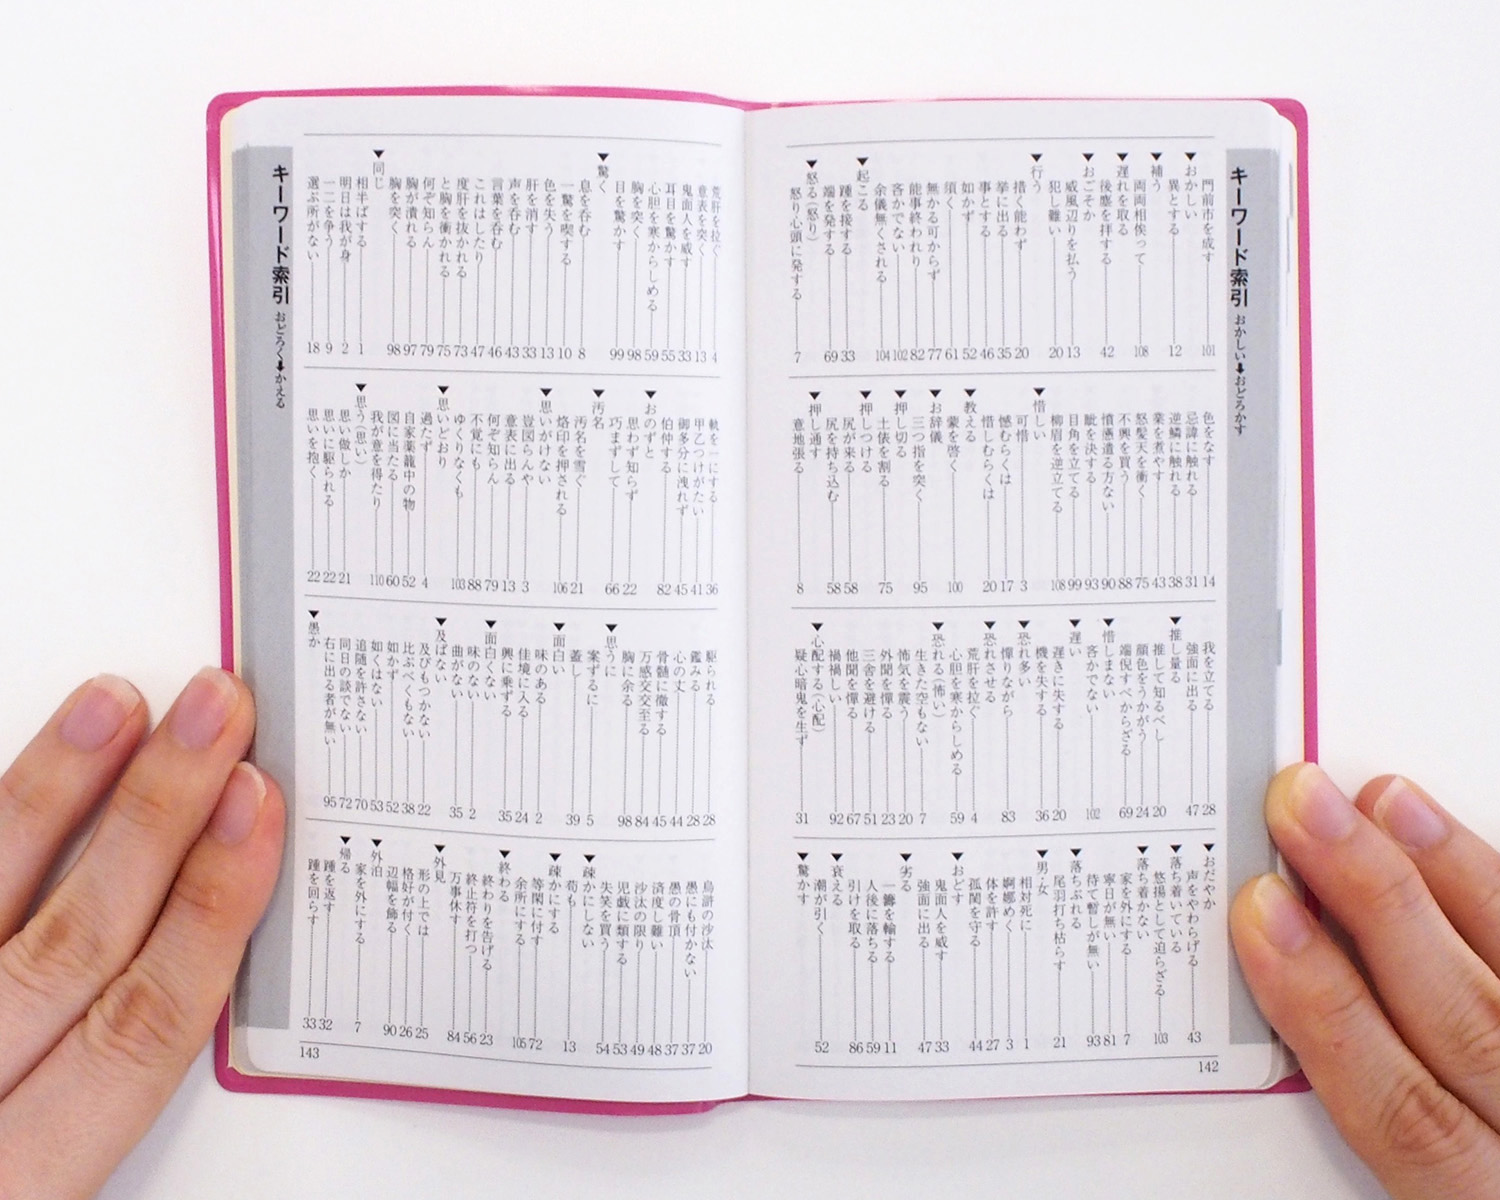 キーワード索引 おかしい➡おどろかす
門前市を成す 101
▼おかしい
異とする 12
▼補う
両両相俟って 108
▼遅れを取る
後塵を拝する 42
▼おごそか
威風辺りを払う 13
犯し難い 20
▼行う
措く能わず 20
挙に出る 35
事とする 46
如かず 52
須く 61
無かる可からず 77
能事終われり 82
吝かでない 102
余儀無くされる 104
▼起こる
踵を接する 33
端を発する 69
▼怒る(怒り)
怒り心頭に発する 7
色をなす 14
忌諱に触れる 31
逆鱗に触れる 38
業を煮やす 43
怒髪天を衝く 75
不興を買う 88
憤懣遣る方ない 90
眦を決する 93
目角を立てる 99
柳眉を逆立てる 108
▼惜しい
可惜 3
憾むらくは 17
惜しむらくは 20
▼教える
蒙を啓く 100
▼お辞儀
三つ指を突く 95
▼押し切る
土俵を割る 75
▼押しつける
尻が来る 58
尻を持ち込む 58
▼押し通す
意地張る 8
我を立てる 28
強面に出る 47
▼推し量る
推して知るべし 20
顔色をうかがう 24
端倪すべからざる 69
▼惜しまない
吝かでない 102
▼遅い
遅きに失する 20
機を失する 36
▼恐れ多い
憚りながら 83
▼恐れさせる
荒肝を拉ぐ 4
心胆を寒からしめる 59
▼恐れる(怖い)
生きた空もない 7
怖気を震う 20
外聞を憚る 23
三舎を避ける 51
他聞を憚る 67
禍禍しい 92
▼心配する(心配)
疑心暗鬼を生ず 31
▼おだやか
声をやわらげる 43
▼落ち着いている
悠揚として迫らざる 103
▼落ち着かない
家を外にする 7
寧日が無い 81
待て暫しが無い 93
▼落ちぶれる
尾羽打ち枯らす 21
▼男・女
相対死に 1
婀娜めく 3
体を許す 27
孤閨を守る 44
▼おどす
鬼面人を威す 33
強面に出る 47
▼劣る
一籌を輸する 11
人後に落ちる 59
引けを取る 86
▼衰える
潮が引く 52
▼驚かす
142
荒肝を拉ぐ 4
意表を突く 13
鬼面人を威す 33
耳目を驚かす 55
心胆を寒からしめる 59
胸を突く 98
目を驚かす 99
▼驚く
息を呑む 8
一驚を喫する 10
色を失う 13
肝を消す 33
声を呑む 43
言葉を呑む 46
これはしたり 47
度肝を抜かれる 73
と胸を衝かれる 75
何ぞ知らん 79
胸が潰れる 97
胸を突く 98
▼同じ
相半ばする 1
明日は我が身 2
一二を争う 9
選ぶ所がない 18
軌を一にする 36
甲乙つけがたい 41
御多分に洩れず 45
伯仲する 82
▼おのずと
思わず知らず 22
巧まずして 66
▼汚名
汚名を雪ぐ 21
烙印を押される 106
▼思いがけない
豈図らんや 3
意表に出る 13
何ぞ知らん 79
不覚にも 88
ゆくりなくも 103
▼思いどおり
過たず 4
自家薬籠中の物 52
図に当たる 60
我が意を得たり 110
▼思う(思い)
思い做しか 21
思いに駆られる 22
思いを抱く 22
駆られる 28
鑑みる 28
心の丈 44
骨髄に徹する 45
万感交交至る 84
胸に余る 98
▼思うに
案ずるに 5
蓋し 39
▼面白い
味のある 2
佳境に入る 24
興に乗ずる 35
▼面白くない
味のない 2
曲がない 35
▼及ばない
及びもつかない 22
比ぶべくもない 38
如かず 52
如くはない 53
追随を許さない 70
同日の談でない 72
右に出る者が無い 95
▼愚か
烏滸の沙汰 20
愚にも付かない 37
愚の骨頂 37
済度し難い 48
沙汰の限り 49
児戯に類する 53
失笑を買う 54
▼疎かにしない
苟も 13
▼疎かにする
等閑に付す 72
余所にする 105
▼終わる
終わりを告げる 23
終止符を打つ 56
万事休す 84
▼外見
形の上では 25
格好が付く 26
辺幅を飾る 90
▼外泊
家を外にする 7
▼帰る
踵を返す 32
踵を回らす 33
キーワード索引 おどろく➡かえる
143